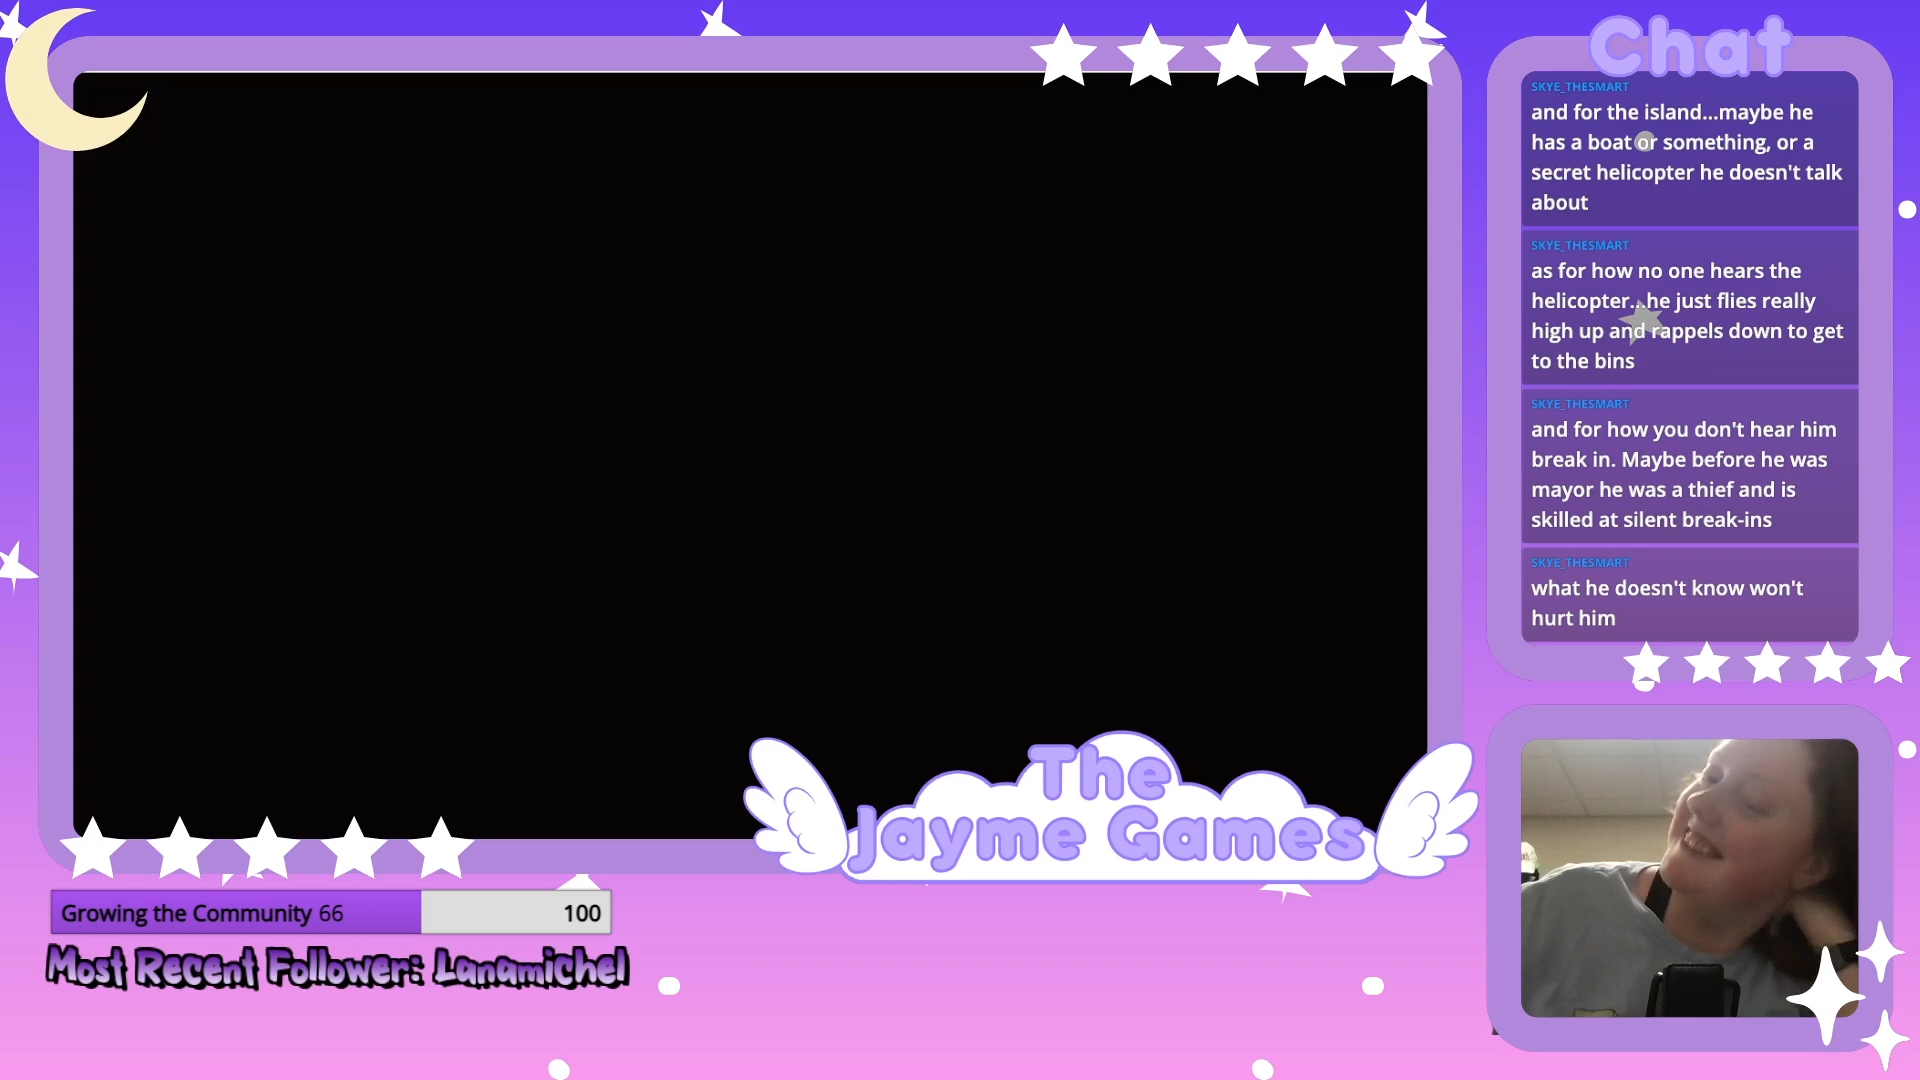 Chat
SKYE_THESMART
and for the island...maybe he
has a boat or something, or a
secret helicopter he doesn't talk
about
SKYE_THESMART
as for how no one hears the
helicopter...he just flies really
high up and rappels down to get
to the bins
SKYE_THESMART
and for how you don't hear him
break in. Maybe before he was
mayor he was a thief and is
skilled at silent break-ins
SKYE_THESMART
what he doesn't know won't
hurt him
The
Jayme Games
Growing the Community 66 100
Most Recent Follower: Lanamichel